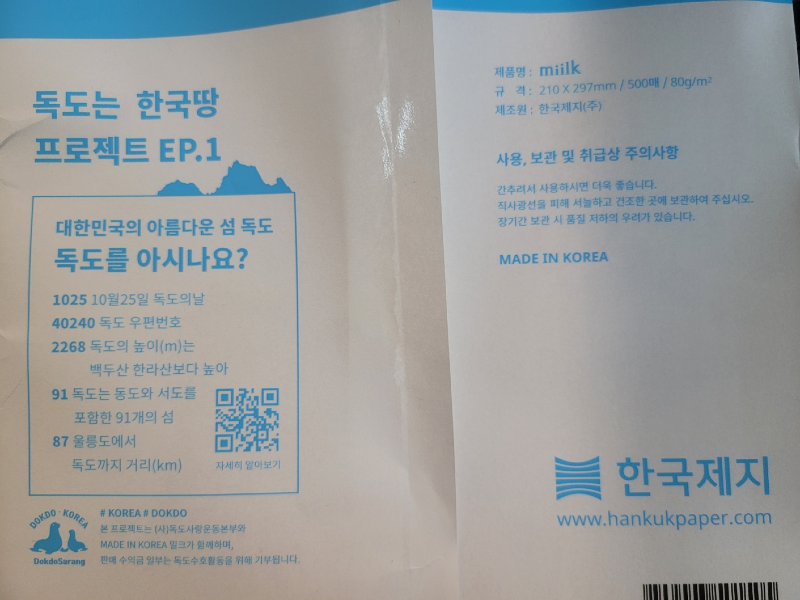 독도는 한국땅
프로젝트 EP.1
대한민국의 아름다운 섬 독도
독도를 아시나요?
1025 10월25일 독도의날
40240 독도 우편번호
2268 독도의 높이(m)는
백두산 한라산보다 높아
91 독도는 동도와 서도를
포함한 91개의 섬
87 울릉도에서
독도까지 거리(km)
자세히 알아보기
DOKDO · KOREA
DokdoSarang
# KOREA # DOKDO
본 프로젝트는 (사)독도사랑운동본부와
MADE IN KOREA 밀크가 함께하며,
판매 수익금 일부는 독도수호활동을 위해 기부됩니다.
제품명 : miilk
규 격 : 210 X 297mm / 500매 / 80g/m²
제조원 : 한국제지(주)
사용, 보관 및 취급상 주의사항
간추려서 사용하시면 더욱 좋습니다.
직사광선을 피해 서늘하고 건조한 곳에 보관하여 주십시오.
장기간 보관 시 품질 저하의 우려가 있습니다.
MADE IN KOREA
한국제지
www.hankukpaper.com